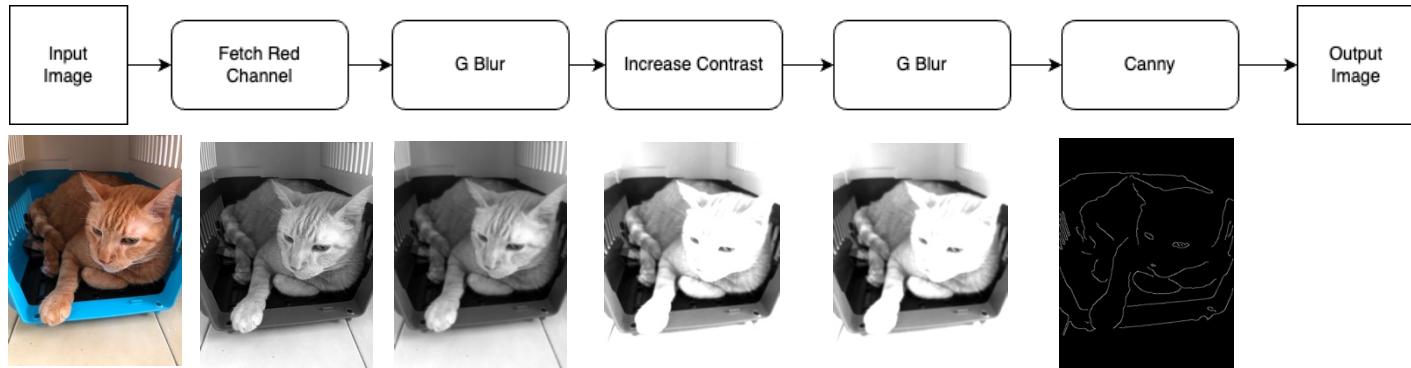 Input
Image
Fetch Red
Channel
G Blur
Increase Contrast
G Blur
Canny
Output
Image